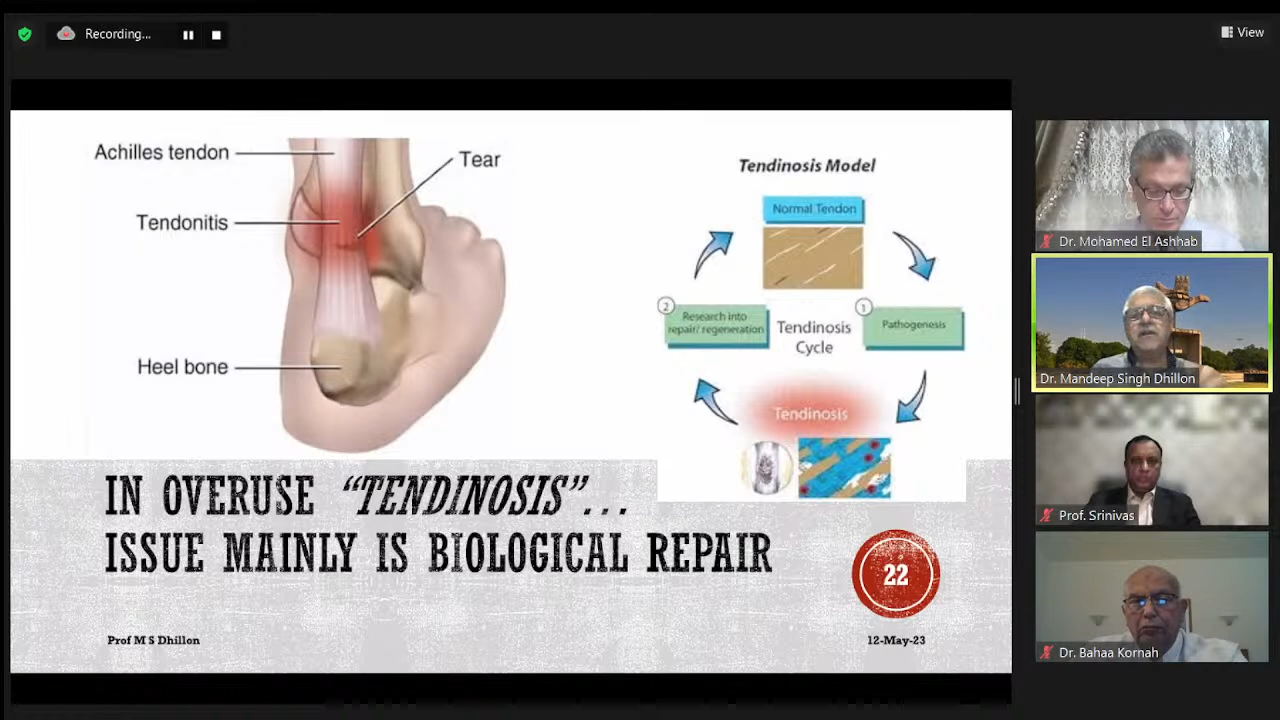 Recording...
View
Achilles tendon
Tear
Tendonitis
Heel bone
Tendinosis Model
Normal Tendon
2
Research into
repair/ regeneration
Tendinosis
Cycle
1
Pathogenesis
Tendinosis
IN OVERUSE “TENDINOSIS”...
ISSUE MAINLY IS BIOLOGICAL REPAIR
22
Prof M S Dhillon
12-May-23
Dr. Mohamed El Ashhab
Dr. Mandeep Singh Dhillon
Prof. Srinivas
Dr. Bahaa Kornah